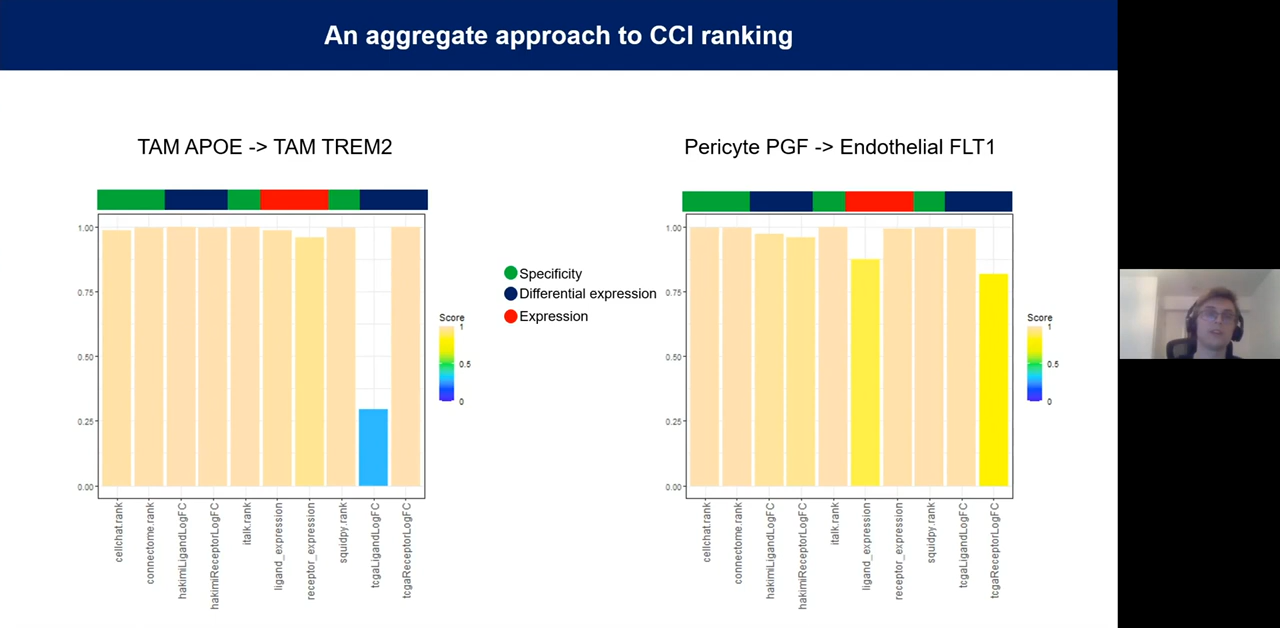 An aggregate approach to CCI ranking
TAM APOE -> TAM TREM2
1.00
0.75
0.50
0.25
0.00
cellchat.rank
connectome.rank
hakimiLigandLogFC
hakimiReceptorLogFC
italk.rank
ligand_expression
receptor_expression
squidpy.rank
tcgaLigandLogFC
tcgaReceptorLogFC
Score
1
0.5
0
Specificity
Differential expression
Expression
Pericyte PGF -> Endothelial FLT1
1.00
0.75
0.50
0.25
0.00
cellchat.rank
connectome.rank
hakimiLigandLogFC
hakimiReceptorLogFC
italk.rank
ligand_expression
receptor_expression
squidpy.rank
tcgaLigandLogFC
tcgaReceptorLogFC
Score
1
0.5
0